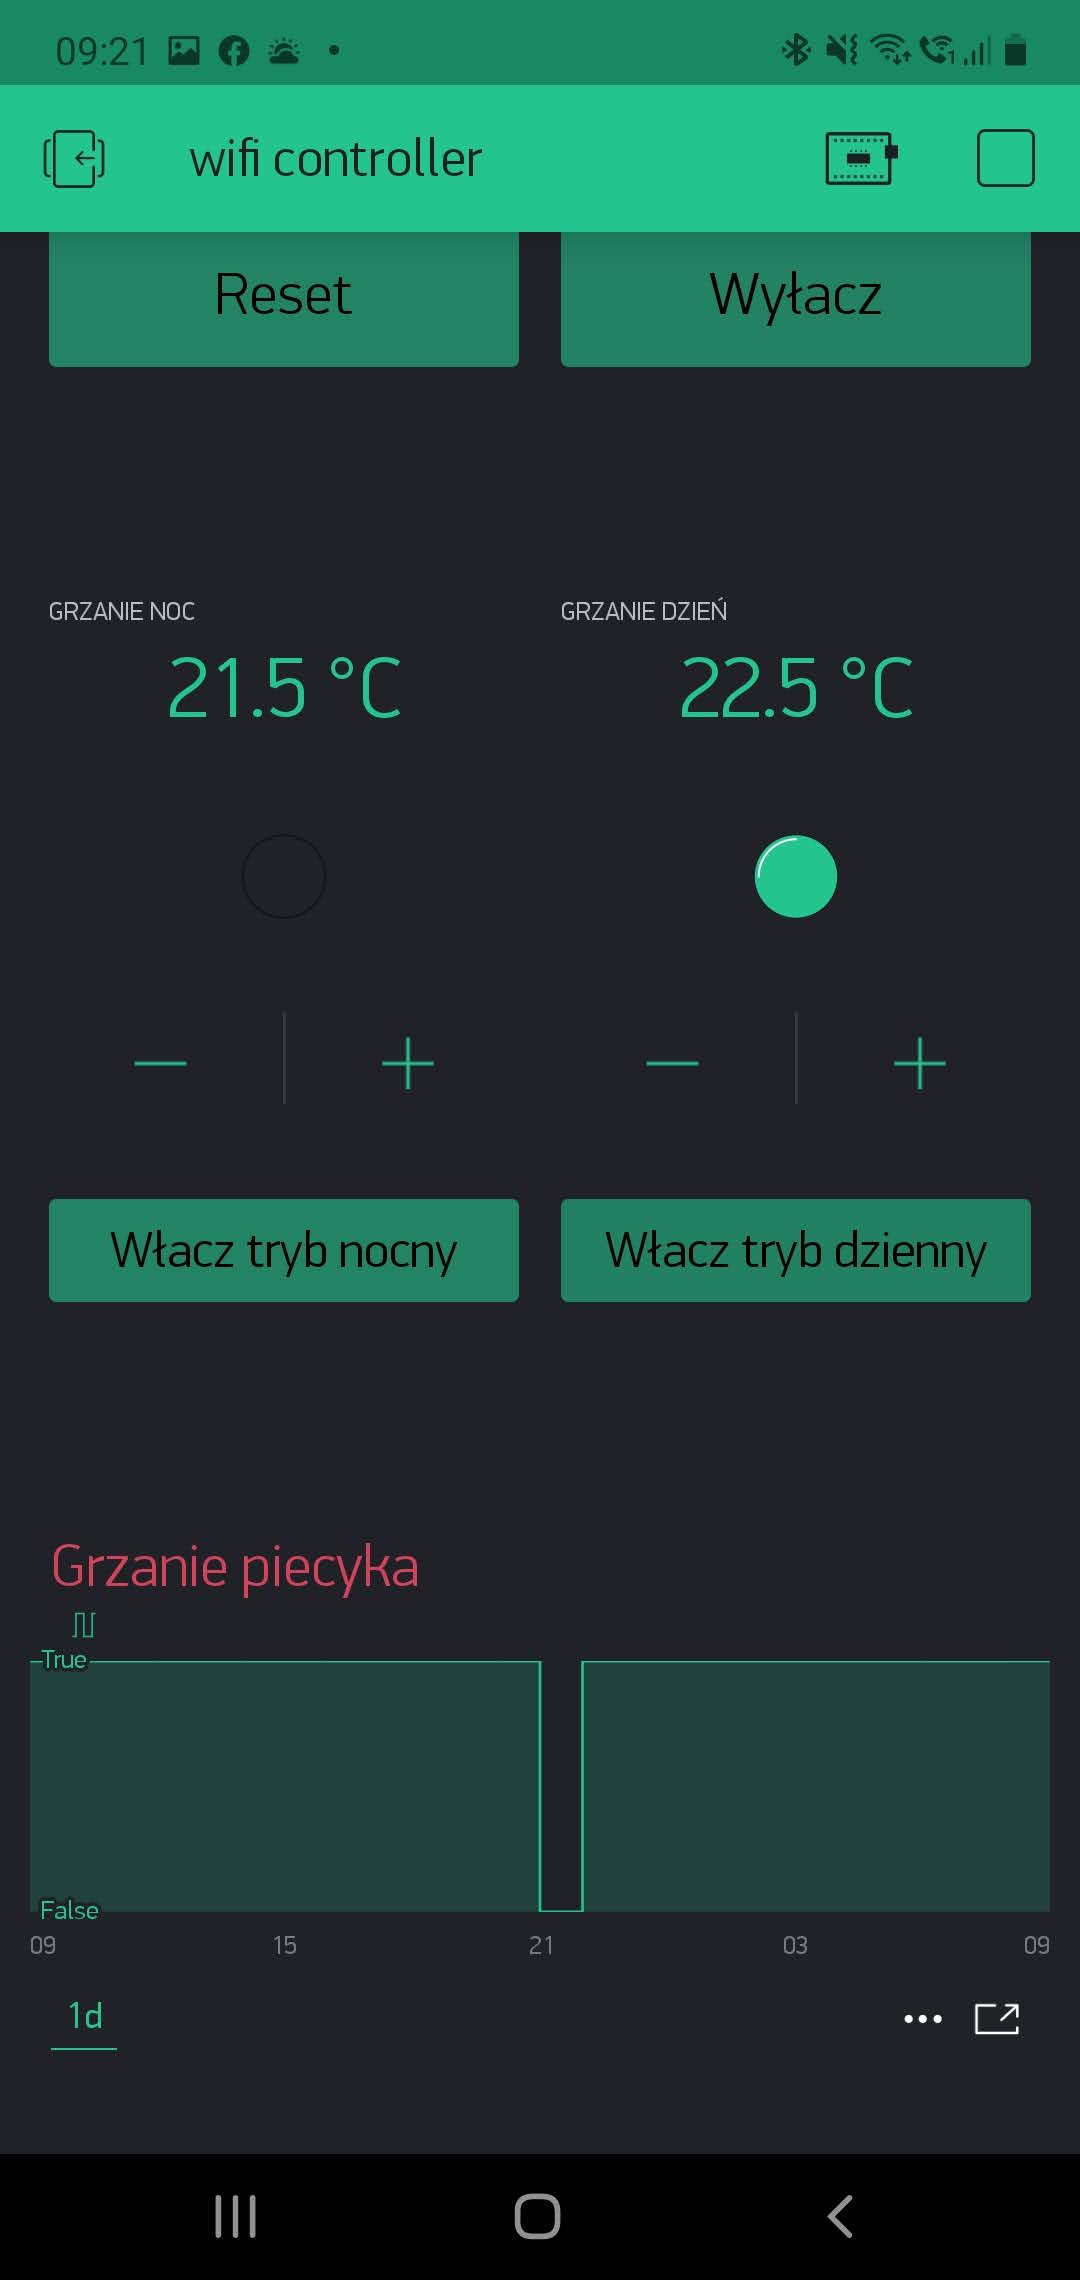 09:21
wifi controller
Reset Wyłacz
GRZANIE NOC GRZANIE DZIEŃ
21.5 °C 22.5 °C
Włacz tryb nocny Włacz tryb dzienny
Grzanie piecyka
True
False
09 15 21 03 09
1d